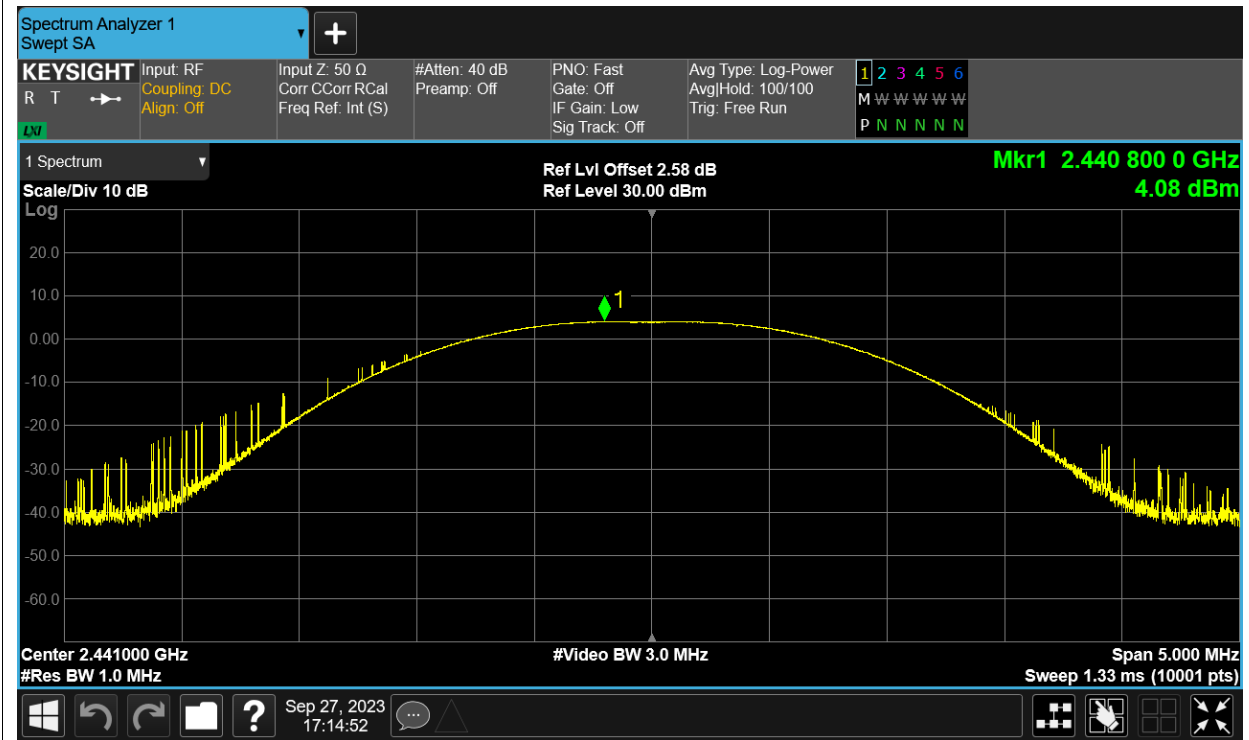 Spectrum Analyzer 1
Swept SA
KEYSIGHT
R T
LXI
Input: RF
Coupling: DC
Align: Off
Input Z: 50 Ω
Corr CCorr RCal
Freq Ref: Int (S)
#Atten: 40 dB
Preamp: Off
PNO: Fast
Gate: Off
IF Gain: Low
Sig Track: Off
Avg Type: Log-Power
Avg|Hold: 100/100
Trig: Free Run
1 2 3 4 5 6
M W W W W W
P N N N N N
1 Spectrum
Scale/Div 10 dB
Log
Ref Lvl Offset 2.58 dB
Ref Level 30.00 dBm
Mkr1 2.440 800 0 GHz
4.08 dBm
20.0
10.0
0.00
-10.0
-20.0
-30.0
-40.0
-50.0
-60.0
1
Center 2.441000 GHz
#Res BW 1.0 MHz
#Video BW 3.0 MHz
Span 5.000 MHz
Sweep 1.33 ms (10001 pts)
?
Sep 27, 2023
17:14:52